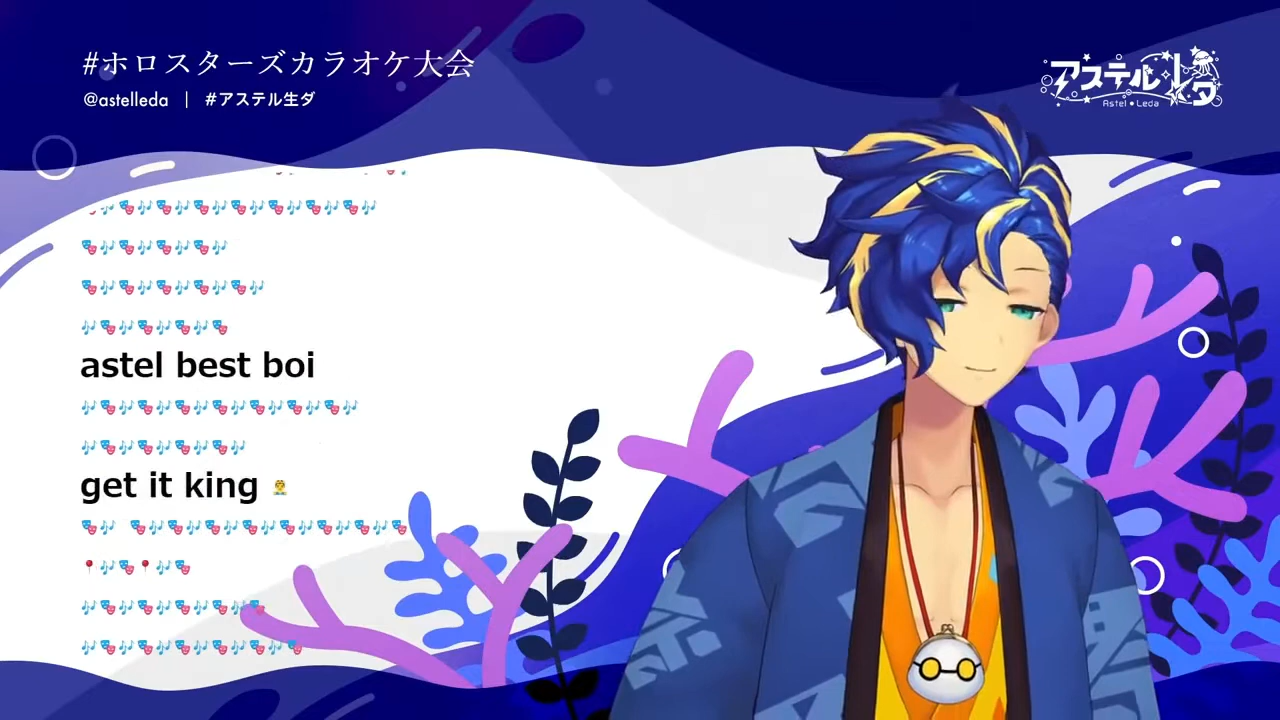 #ホロスターズカラオケ大会
@astelleda | #アステル生ダ
アステル・レダ
Astel • Leda
astel best boi
get it king